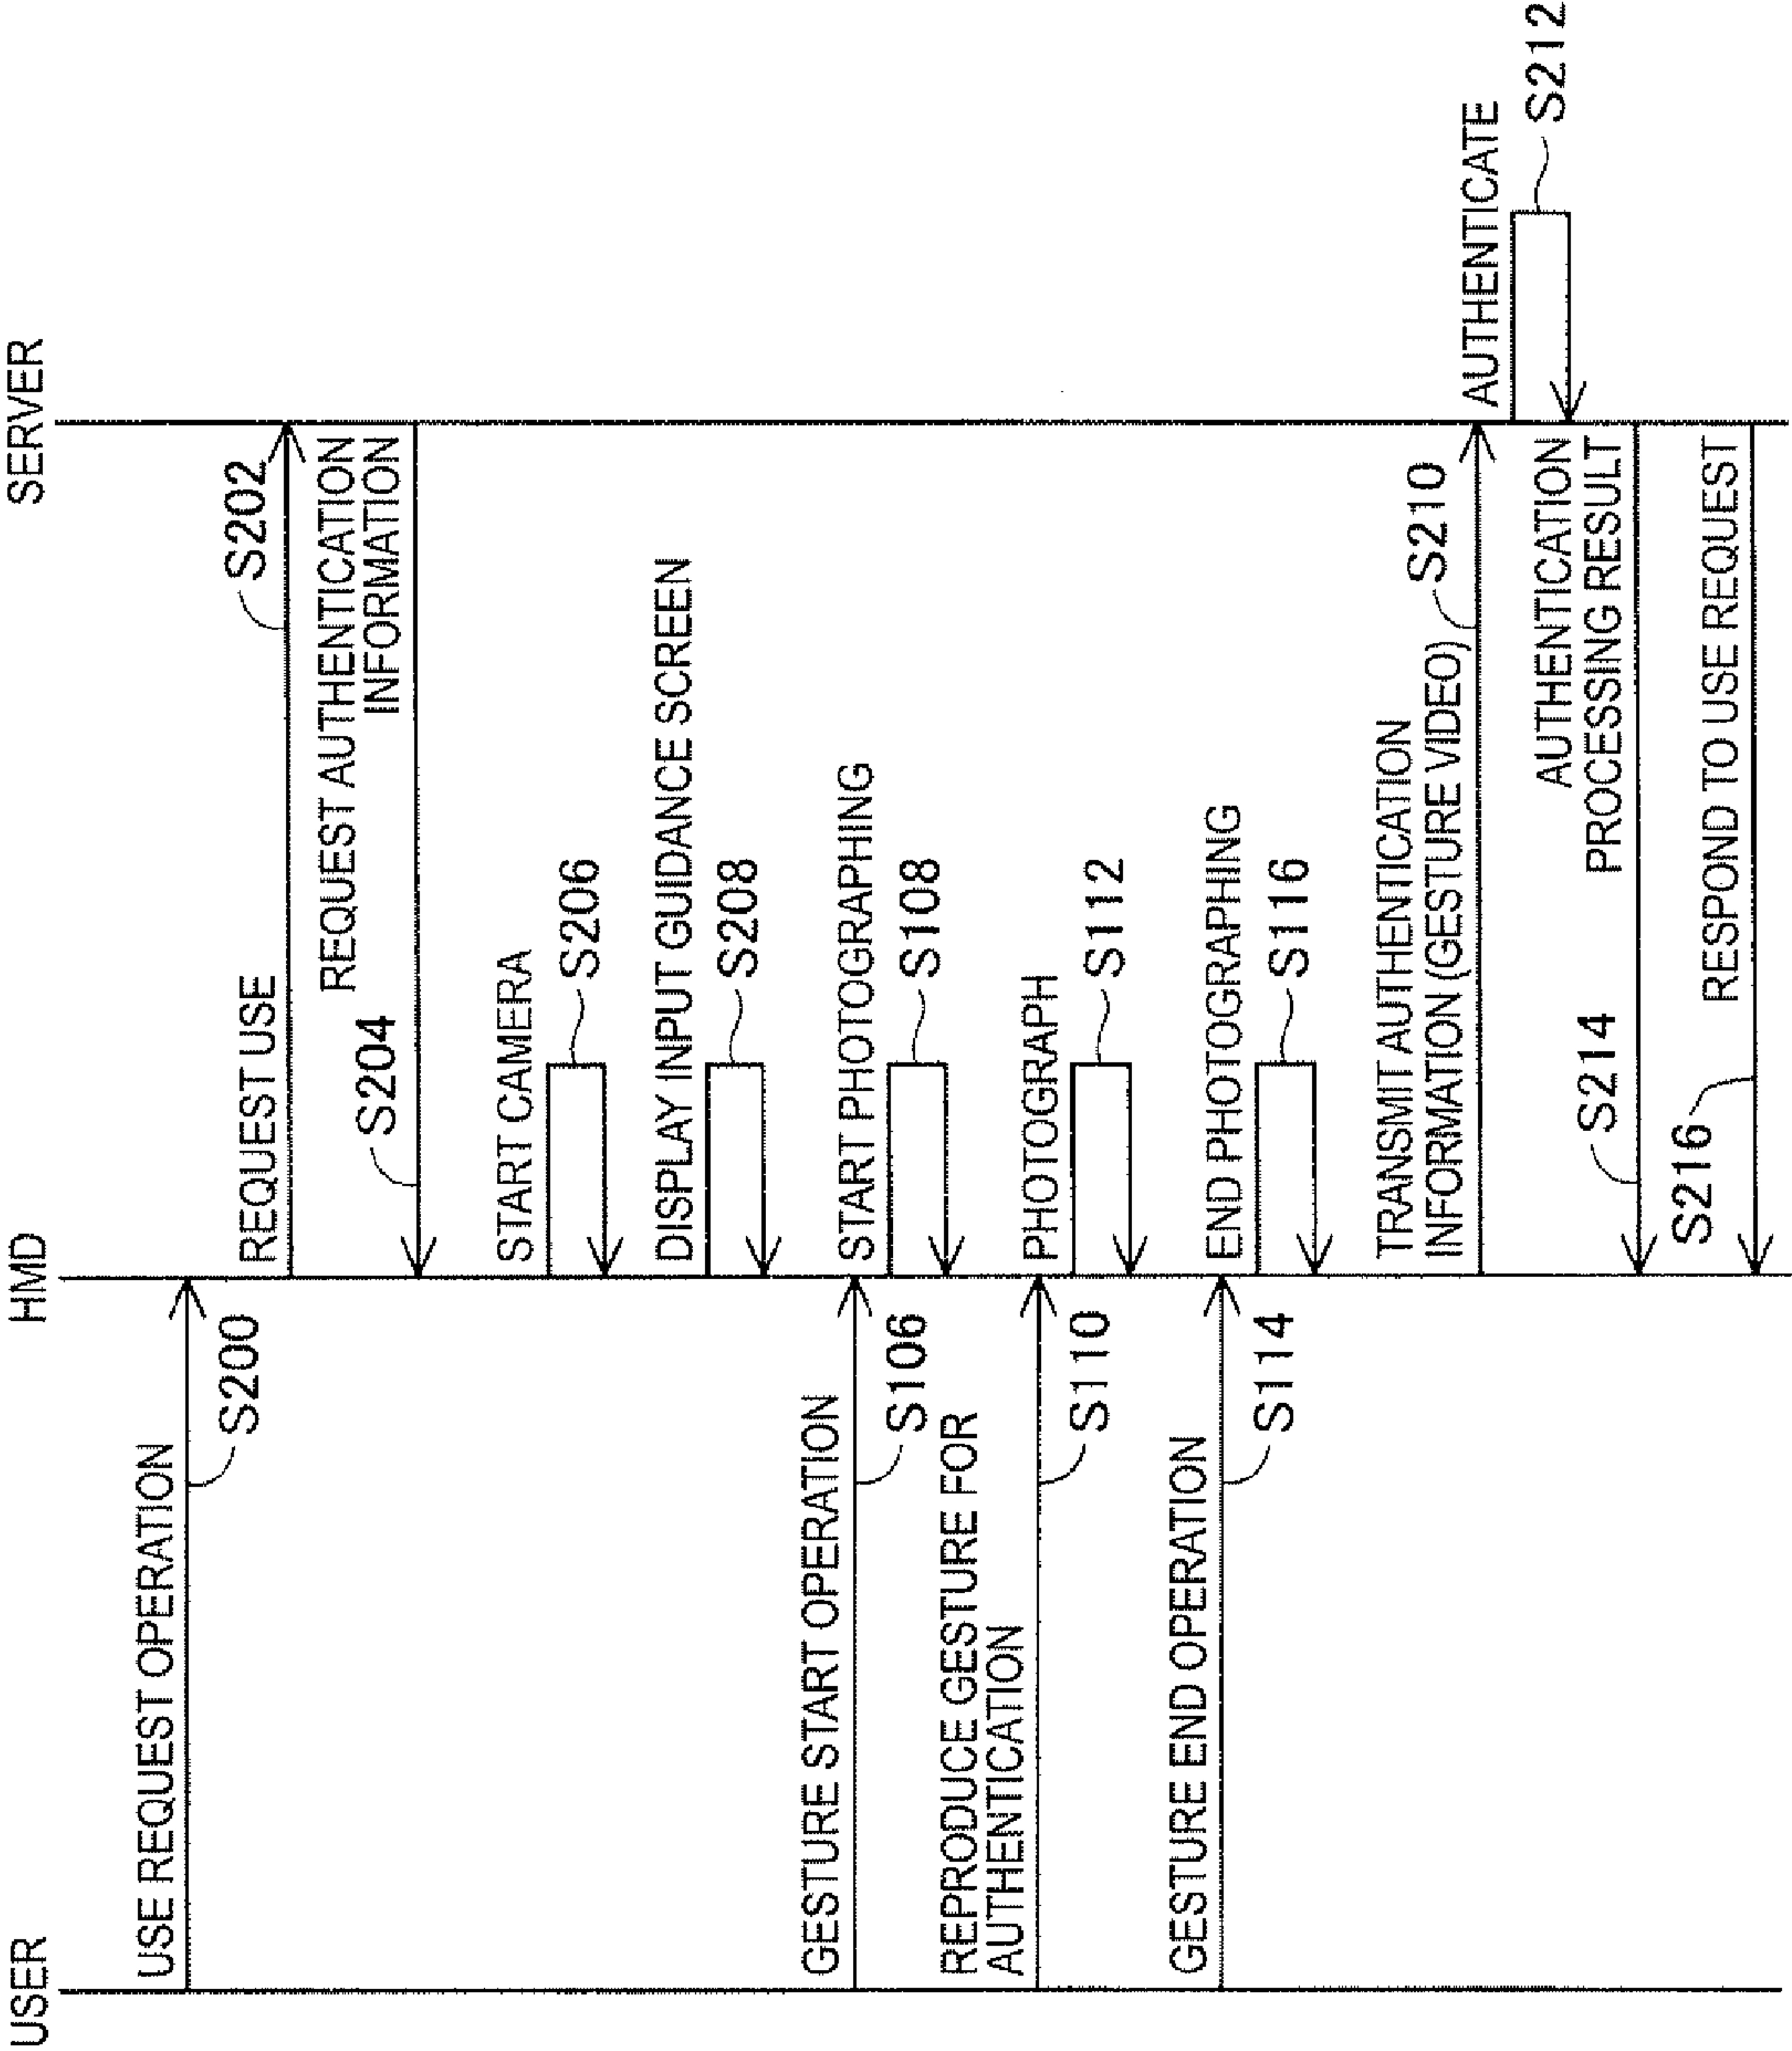 USER
HMD
SERVER
USE REQUEST OPERATION
S200
REQUEST USE
S202
REQUEST AUTHENTICATION
INFORMATION
S204
START CAMERA
S206
DISPLAY INPUT GUIDANCE SCREEN
S208
GESTURE START OPERATION
S106
START PHOTOGRAPHING
S108
REPRODUCE GESTURE FOR
AUTHENTICATION
S110
PHOTOGRAPH
S112
GESTURE END OPERATION
S114
END PHOTOGRAPHING
S116
TRANSMIT AUTHENTICATION
INFORMATION (GESTURE VIDEO)
S210
AUTHENTICATE
S212
AUTHENTICATION
PROCESSING RESULT
S214
RESPOND TO USE REQUEST
S216